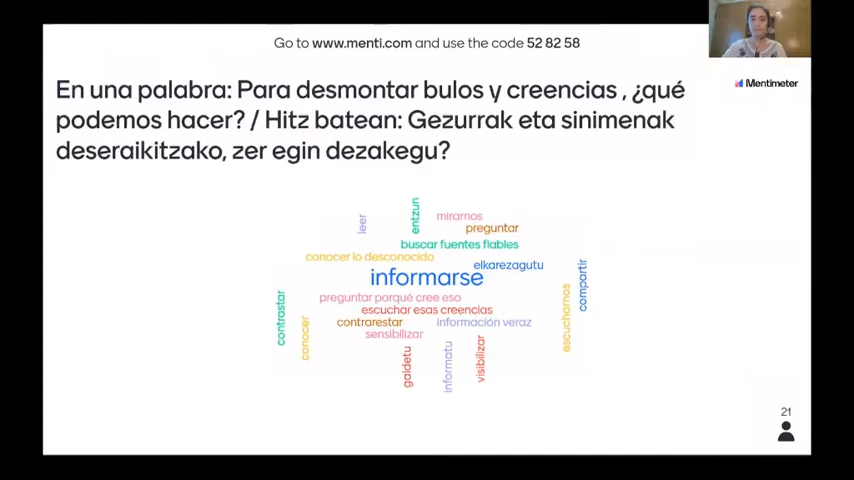 Go to www.menti.com and use the code 52 82 58
Mentimeter
En una palabra: Para desmontar bulos y creencias , ¿qué
podemos hacer? / Hitz batean: Gezurrak eta sinimenak
deseraikitzako, zer egin dezakegu?
leer
entzun
mirarnos
preguntar
buscar fuentes fiables
conocer lo desconocido
elkarezagutu
informarse
compartir
preguntar porqué cree eso
escuchar esas creencias
contrastar
conocer
contrarestar
información veraz
escucharnos
sensibilizar
galdetu
informatu
visibilizar
21